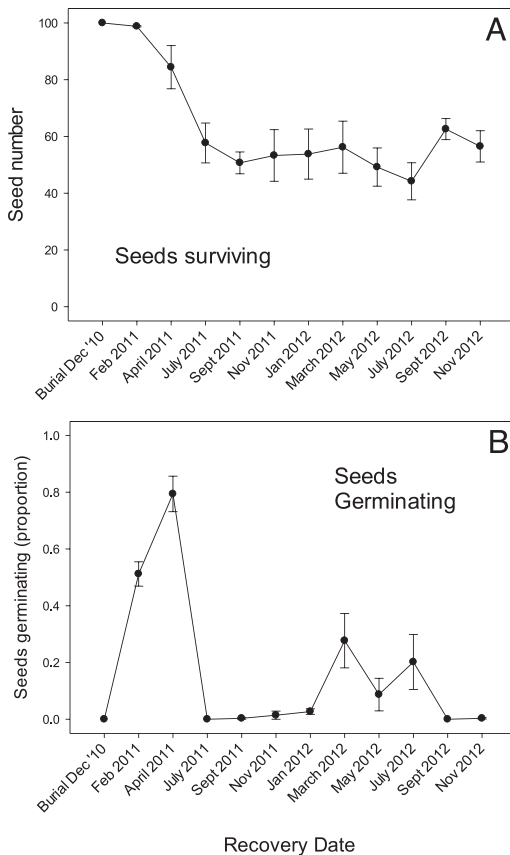 A
100
80
60
40
20
0
Seed number
Seeds surviving
Burial Dec '10
Feb 2011
April 2011
July 2011
Sept 2011
Nov 2011
Jan 2012
March 2012
May 2012
July 2012
Sept 2012
Nov 2012
B
1.0
0.8
0.6
0.4
0.2
0.0
Seeds germinating (proportion)
Seeds
Germinating
Burial Dec '10
Feb 2011
April 2011
July 2011
Sept 2011
Nov 2011
Jan 2012
March 2012
May 2012
July 2012
Sept 2012
Nov 2012
Recovery Date